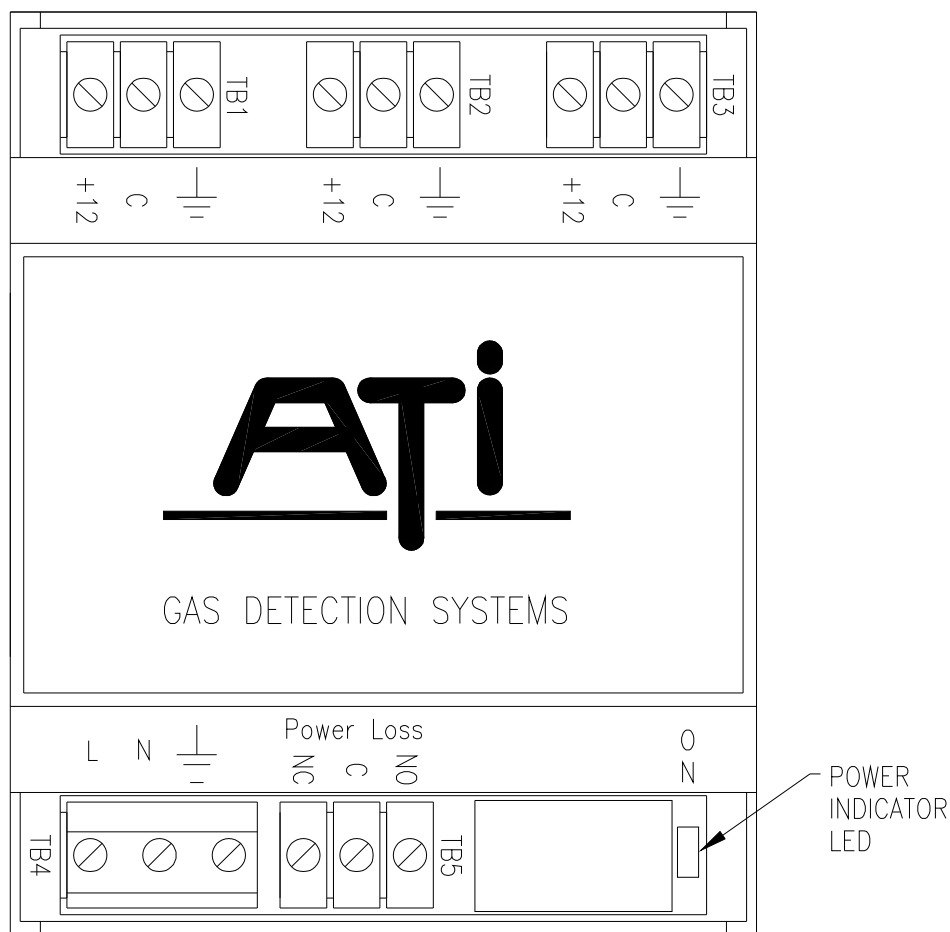 TB1 TB2 TB3
+12 C +12 C +12 C
ATi
GAS DETECTION SYSTEMS
L N Power Loss
NC C NO
ON
TB4 TB5
POWER
INDICATOR
LED